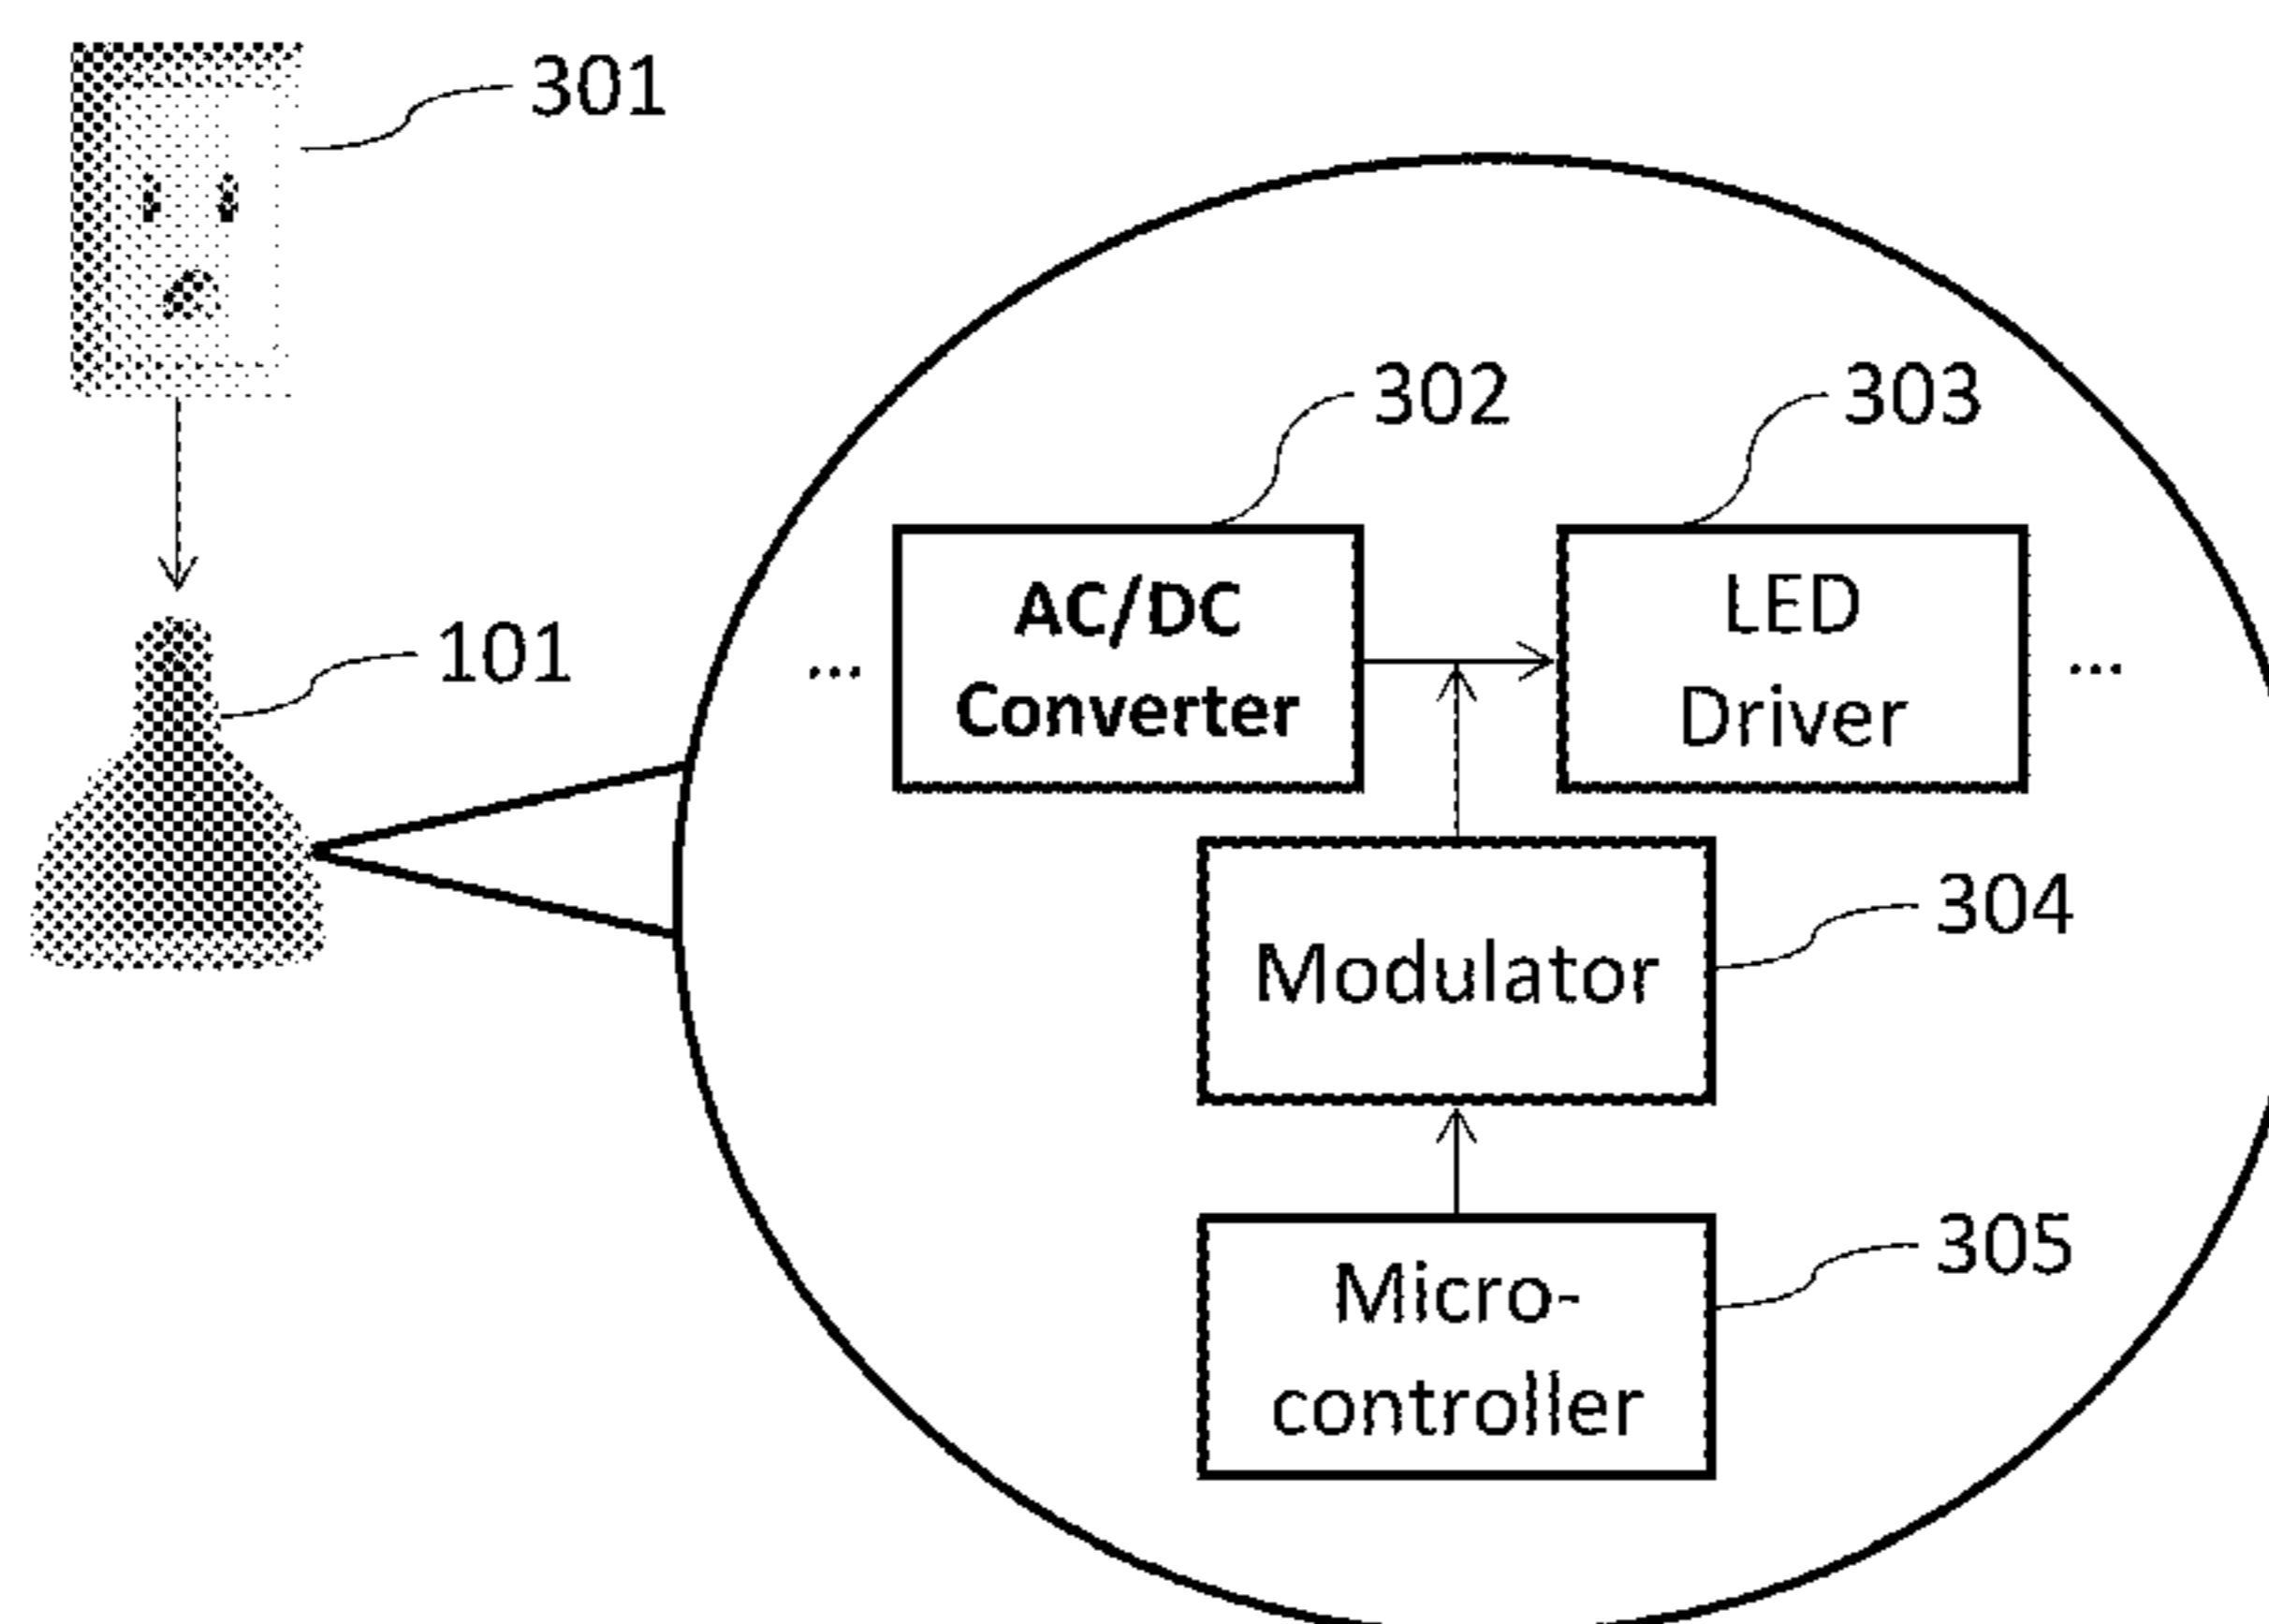 301
302
303
101
... AC/DC
Converter
LED
Driver ...
304
Modulator
305
Micro-
controller